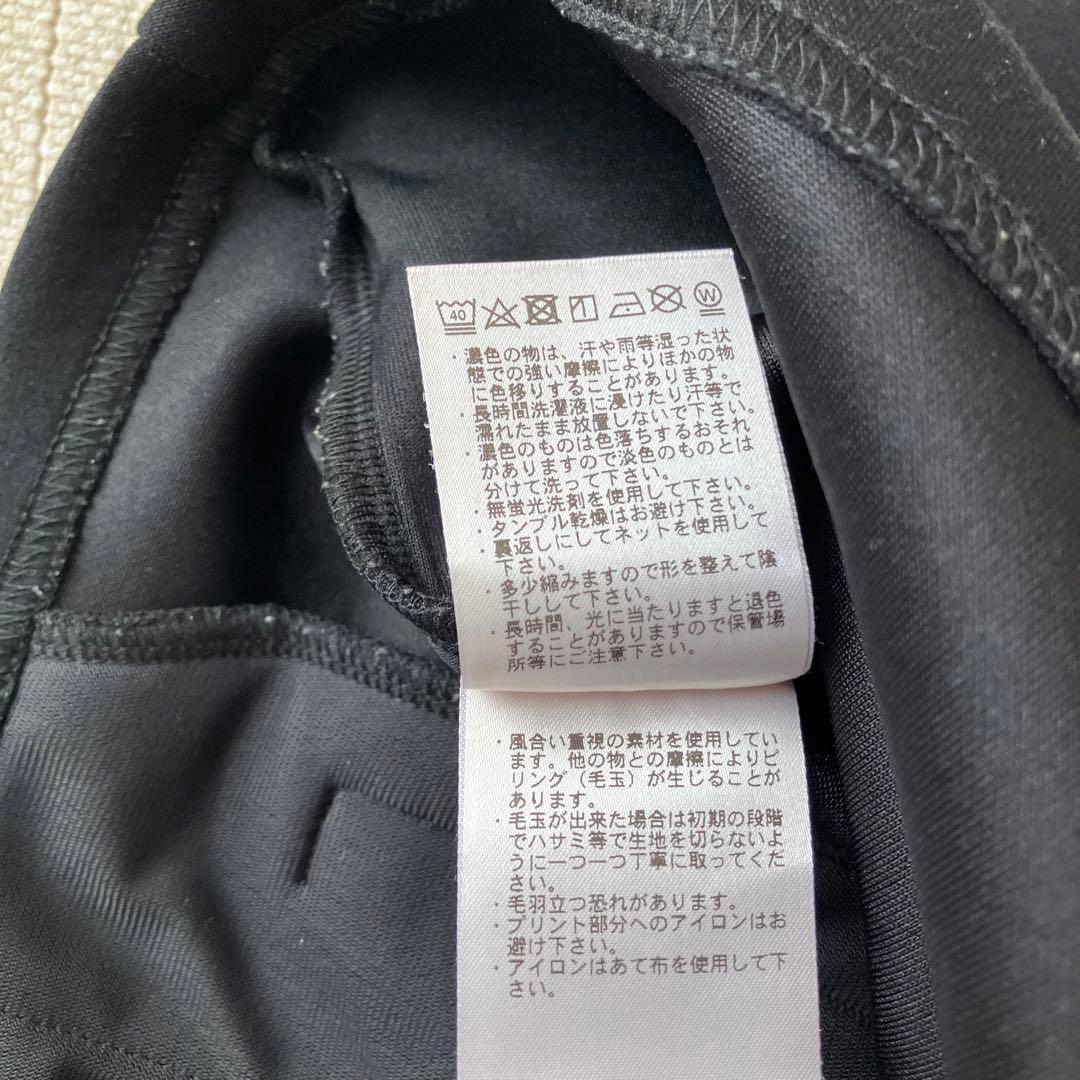 40 W
・濃色の物は、汗や雨等湿った状
態での強い摩擦によりほかの物
に色移りすることがあります。
・長時間洗濯液に浸けたり汗等で
濡れたまま放置しないで下さい。
・濃色のものは色落ちするおそれ
がありますので淡色のものとは
分けて洗って下さい。
・無蛍光洗剤を使用して下さい。
・タンブル乾燥はお避け下さい。
・裏返しにしてネットを使用して
下さい。
・多少縮みますので形を整えて陰
干しして下さい。
・長時間、光に当たりますと退色
することがありますので保管場
所等にご注意下さい。
・風合い重視の素材を使用してい
ます。他の物との摩擦によりピ
リング（毛玉）が生じることが
あります。
・毛玉が出来た場合は初期の段階
でハサミ等で生地を切らないよ
うに一つ一つ丁寧に取ってくだ
さい。
・毛羽立つ恐れがあります。
・プリント部分へのアイロンはお
避け下さい。
・アイロンはあて布を使用して下
さい。